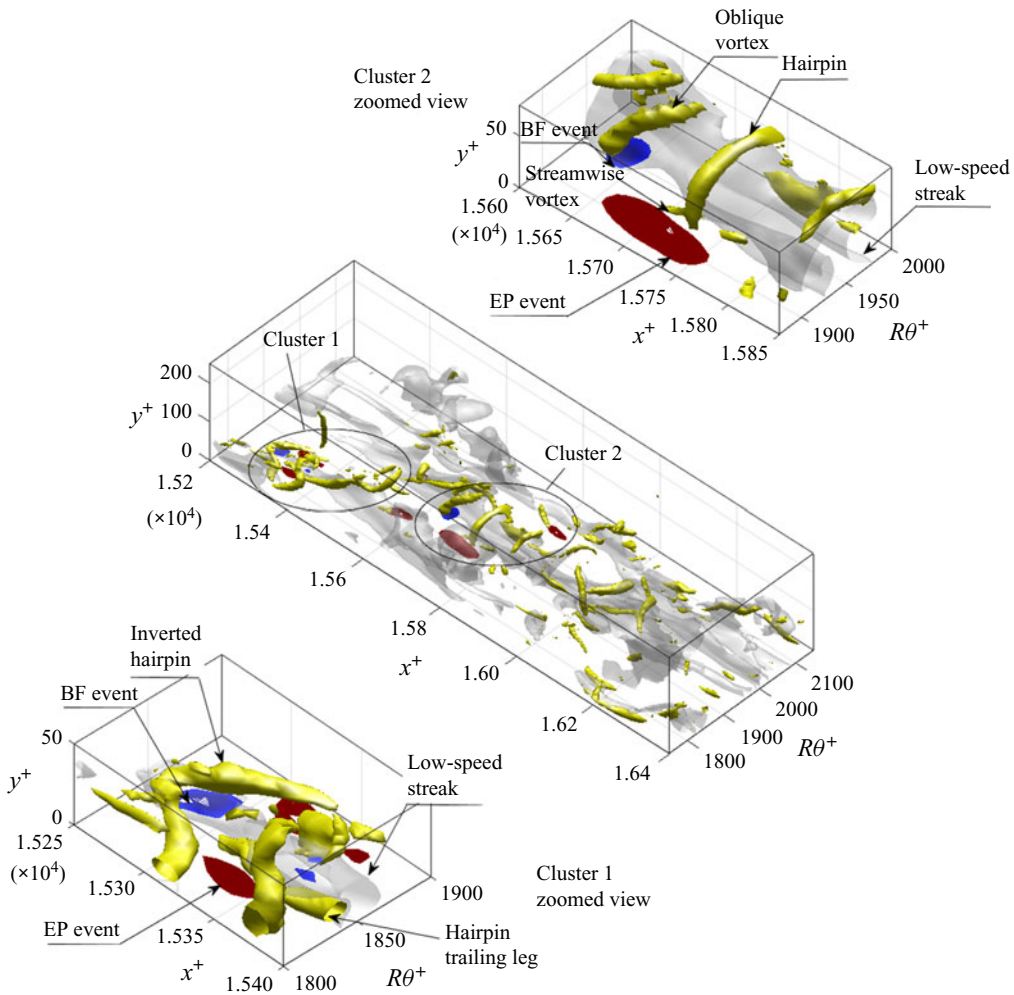 Oblique
vortex
Hairpin
Cluster 2
zoomed view
BF event
50
y+
0
Streamwise
vortex
Low-speed
streak
1.560
(×10⁴)
1.565
1.570
1.575
1.580
1.585
x+
EP event
2000
1950
1900
Rθ+
Cluster 1
200
100
y+
0
Cluster 2
1.52
(×10⁴)
1.54
1.56
1.58
1.60
1.62
1.64
x+
2100
2000
1900
1800
Rθ+
Inverted
hairpin
BF event
50
y+
0
Low-speed
streak
1.525
(×10⁴)
1.530
1.535
1.540
x+
EP event
1900
1850
1800
Rθ+
Cluster 1
zoomed view
Hairpin
trailing leg